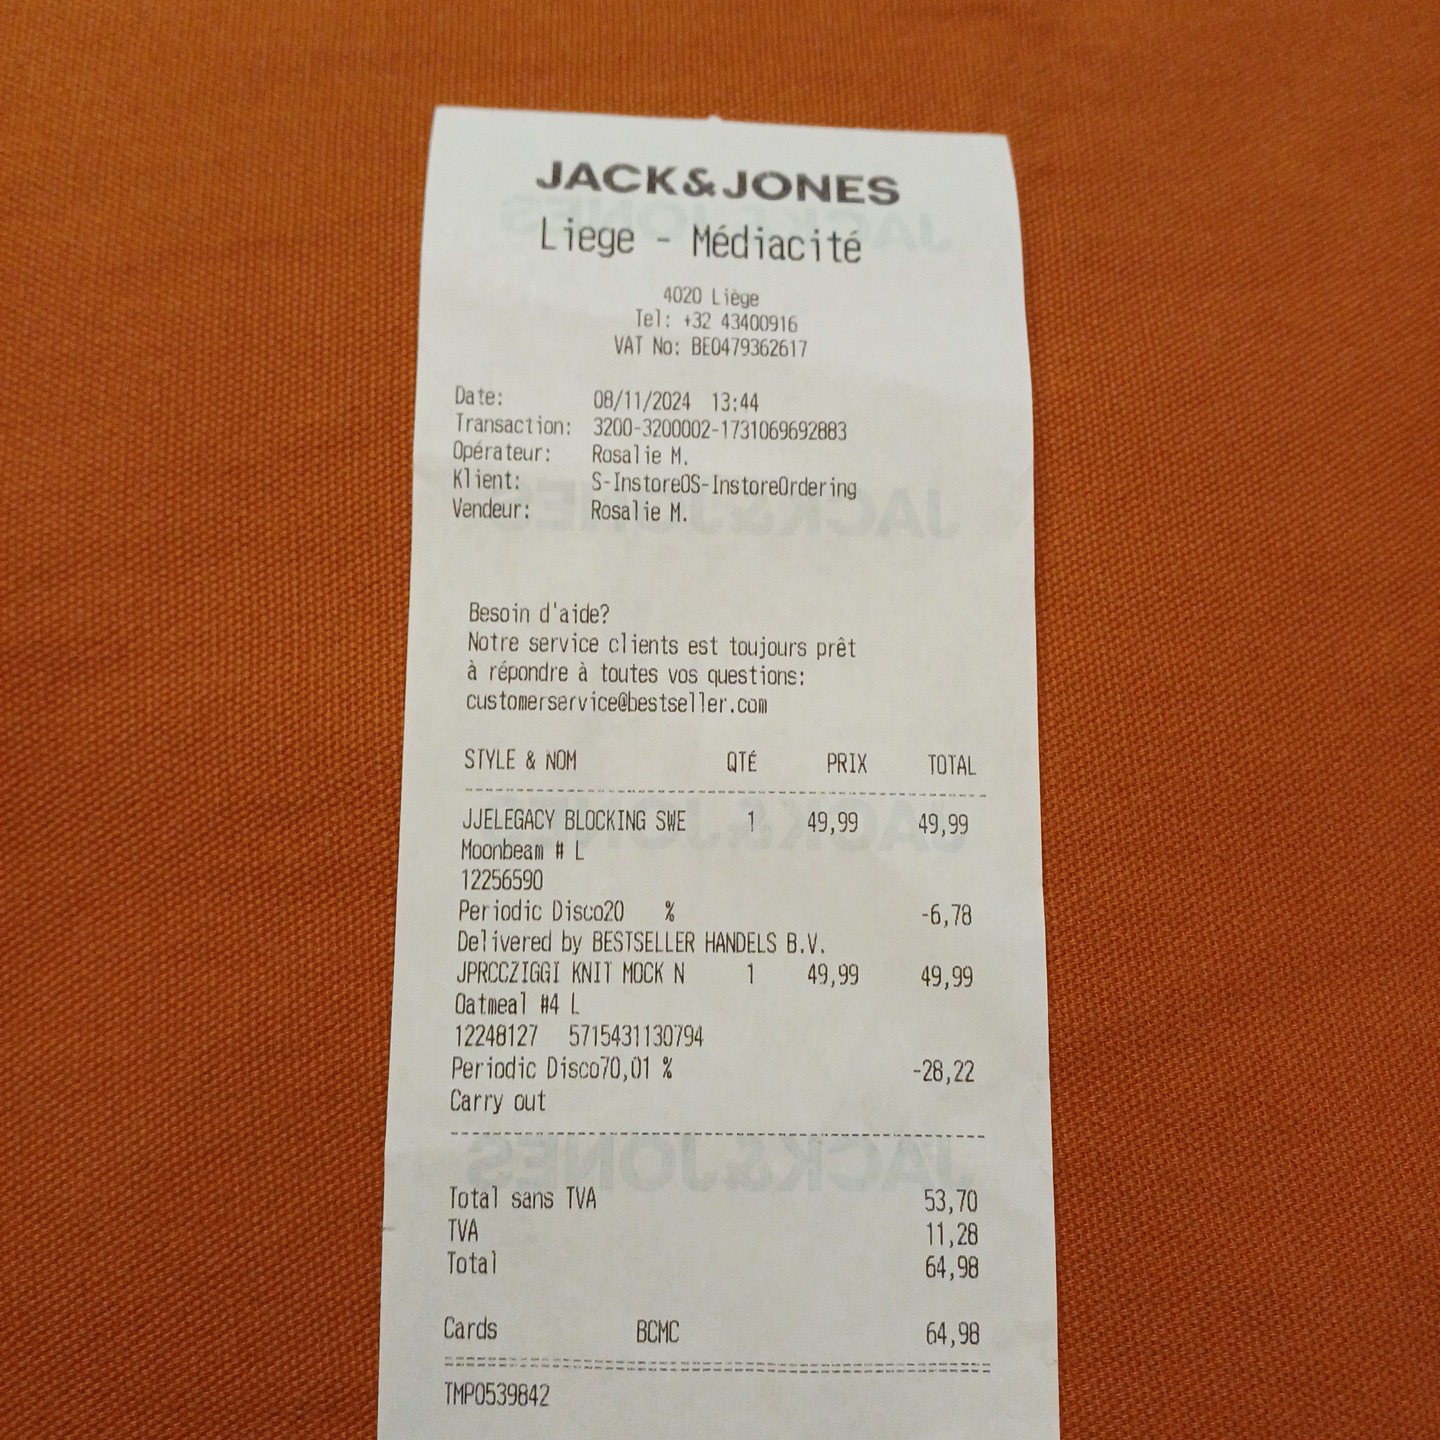 JACK&JONES
Liege - Médiacité
4020 Liège
Tel: +32 43400916
VAT No: BE0479362617
Date: 08/11/2024 13:44
Transaction: 3200-3200002-1731069692883
Opérateur: Rosalie M.
Klient: S-InstoreOS-InstoreOrdering
Vendeur: Rosalie M.
Besoin d'aide?
Notre service clients est toujours prêt
à répondre à toutes vos questions:
customerservice@bestseller.com
STYLE & NOM QTÉ PRIX TOTAL
JJELEGACY BLOCKING SWE 1 49,99 49,99
Moonbeam # L
12256590
Periodic Disco20 % -6,78
Delivered by BESTSELLER HANDELS B.V.
JPRCCZIGGI KNIT MOCK N 1 49,99 49,99
Oatmeal #4 L
12248127 5715431130794
Periodic Disco70,01 % -28,22
Carry out
Total sans TVA 53,70
TVA 11,28
Total 64,98
Cards BCMC 64,98
TMP0539842